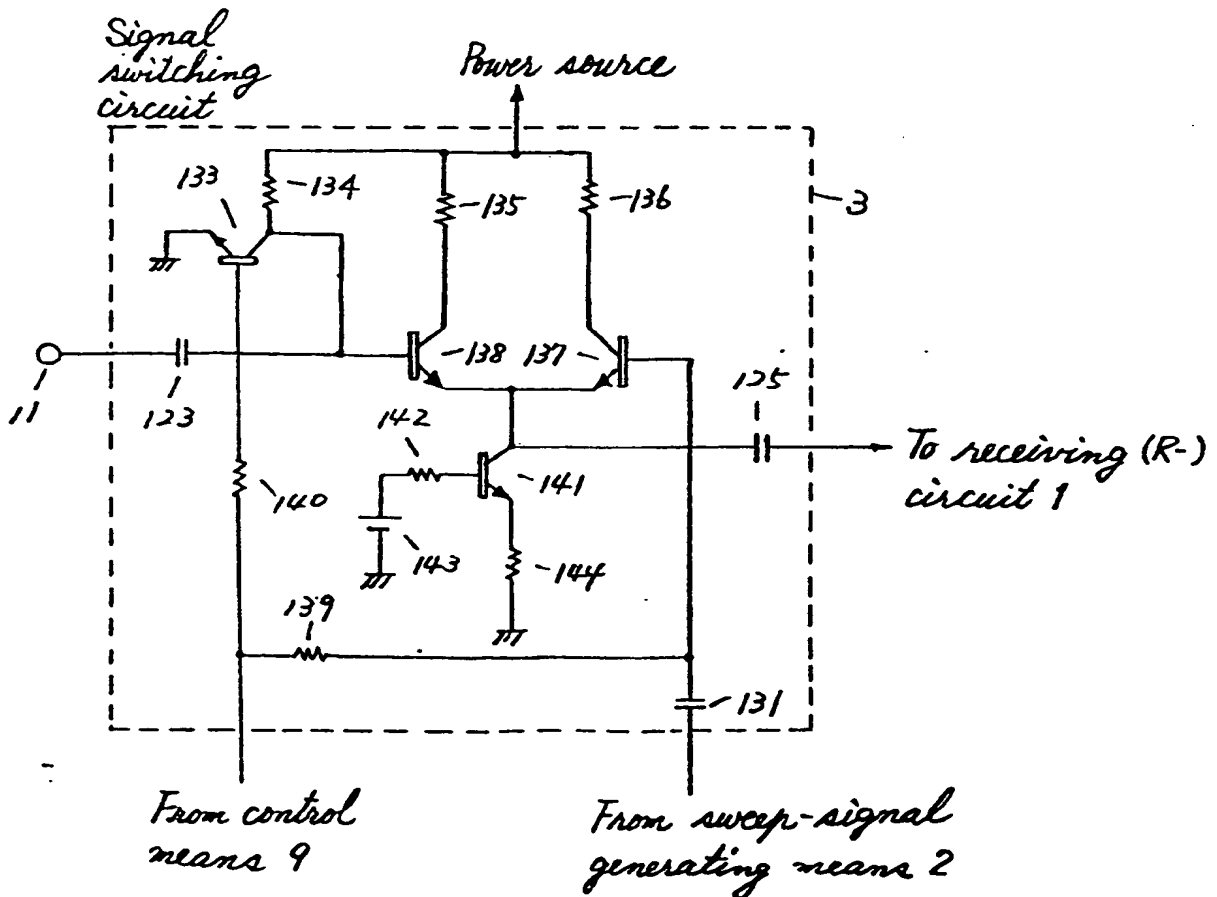 Signal
switching
circuit
Power source
133
134
135
136
3
138
137
125
11
123
142
To receiving (R-)
circuit 1
140
141
143
144
139
131
From control
means 9
From sweep-signal
generating means 2